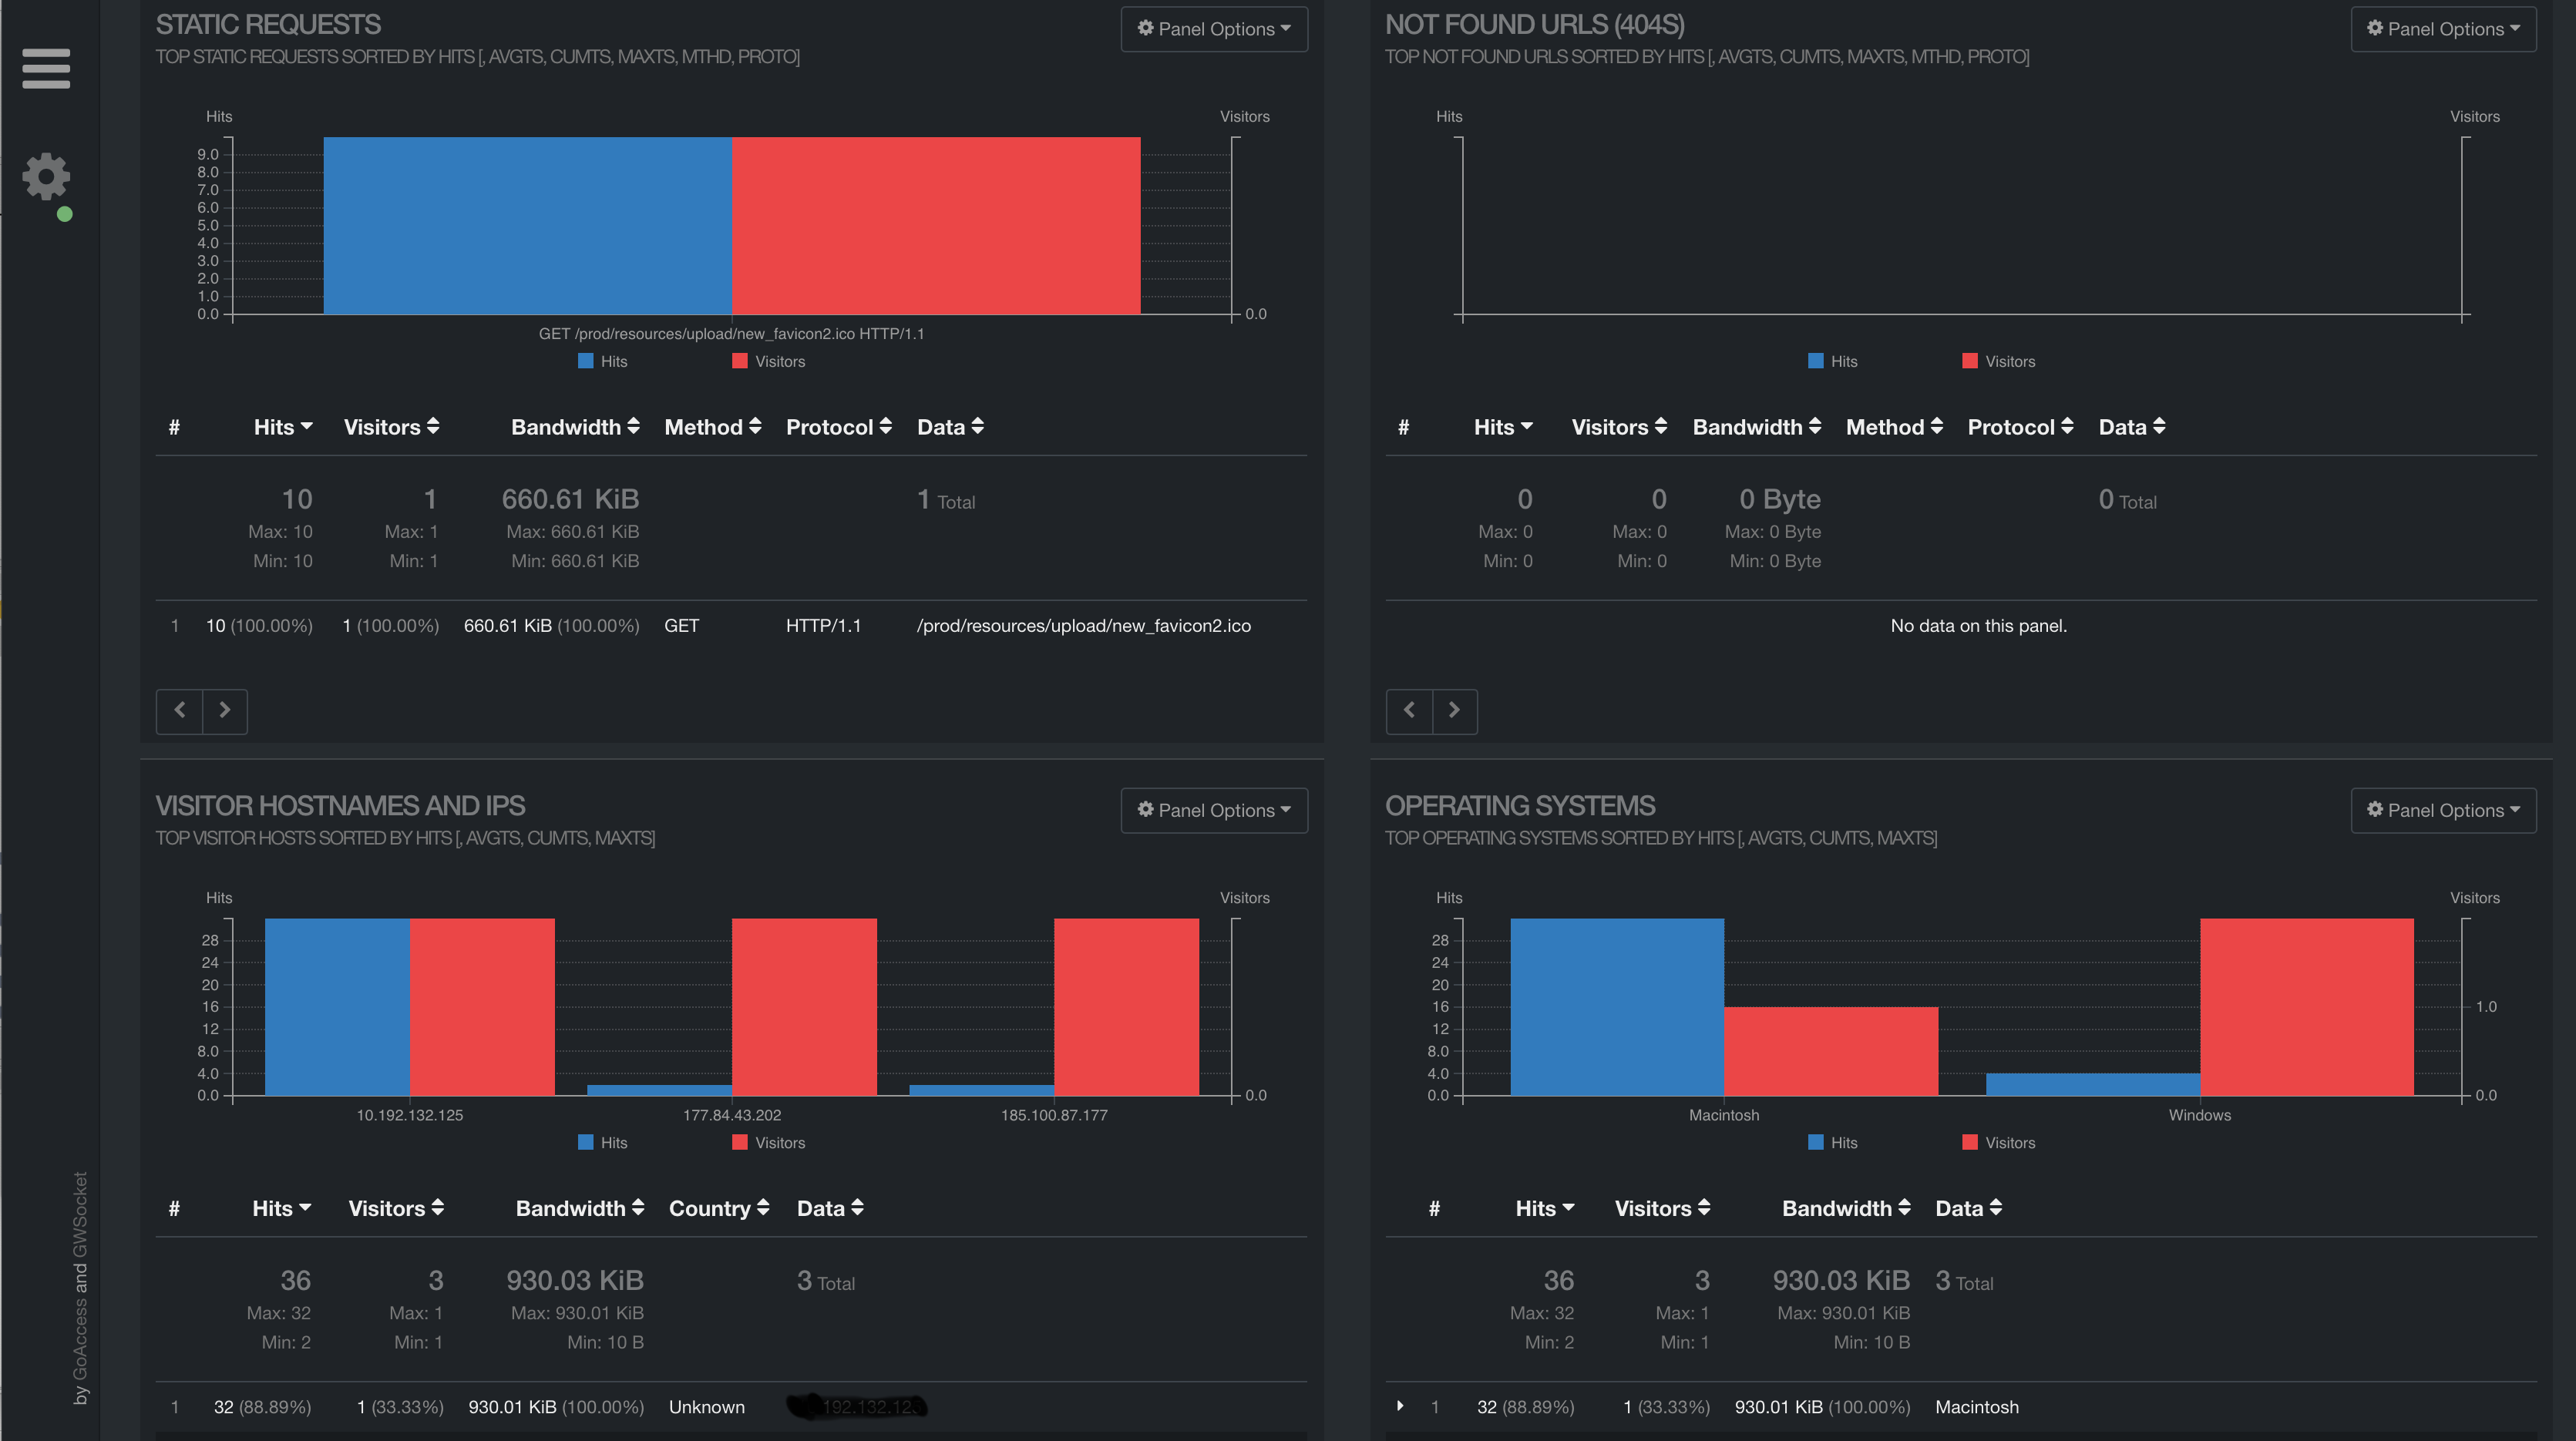 STATIC REQUESTS
Panel Options
TOP STATIC REQUESTS SORTED BY HITS [, AVGTS, CUMTS, MAXTS, MTHD, PROTO]
Hits Visitors
9.0
8.0
7.0
6.0
5.0
4.0
3.0
2.0
1.0
0.0 0.0
GET /prod/resources/upload/new_favicon2.ico HTTP/1.1
Hits Visitors
# Hits Visitors Bandwidth Method Protocol Data
10 1 660.61 KiB 1 Total
Max: 10 Max: 1 Max: 660.61 KiB
Min: 10 Min: 1 Min: 660.61 KiB
1 10 (100.00%) 1 (100.00%) 660.61 KiB (100.00%) GET HTTP/1.1 /prod/resources/upload/new_favicon2.ico
NOT FOUND URLS (404S)
Panel Options
TOP NOT FOUND URLS SORTED BY HITS [, AVGTS, CUMTS, MAXTS, MTHD, PROTO]
Hits Visitors
Hits Visitors
# Hits Visitors Bandwidth Method Protocol Data
0 0 0 Byte 0 Total
Max: 0 Max: 0 Max: 0 Byte
Min: 0 Min: 0 Min: 0 Byte
No data on this panel.
VISITOR HOSTNAMES AND IPS
Panel Options
TOP VISITOR HOSTS SORTED BY HITS [, AVGTS, CUMTS, MAXTS]
Hits Visitors
28
24
20
16
12
8.0
4.0
0.0 0.0
10.192.132.125 177.84.43.202 185.100.87.177
Hits Visitors
# Hits Visitors Bandwidth Country Data
36 3 930.03 KiB 3 Total
Max: 32 Max: 1 Max: 930.01 KiB
Min: 2 Min: 1 Min: 10 B
1 32 (88.89%) 1 (33.33%) 930.01 KiB (100.00%) Unknown
OPERATING SYSTEMS
Panel Options
TOP OPERATING SYSTEMS SORTED BY HITS [, AVGTS, CUMTS, MAXTS]
Hits Visitors
28
24
20
16 1.0
12
8.0
4.0
0.0 0.0
Macintosh Windows
Hits Visitors
# Hits Visitors Bandwidth Data
36 3 930.03 KiB 3 Total
Max: 32 Max: 1 Max: 930.01 KiB
Min: 2 Min: 1 Min: 10 B
1 32 (88.89%) 1 (33.33%) 930.01 KiB (100.00%) Macintosh
by GoAccess and GWSocket